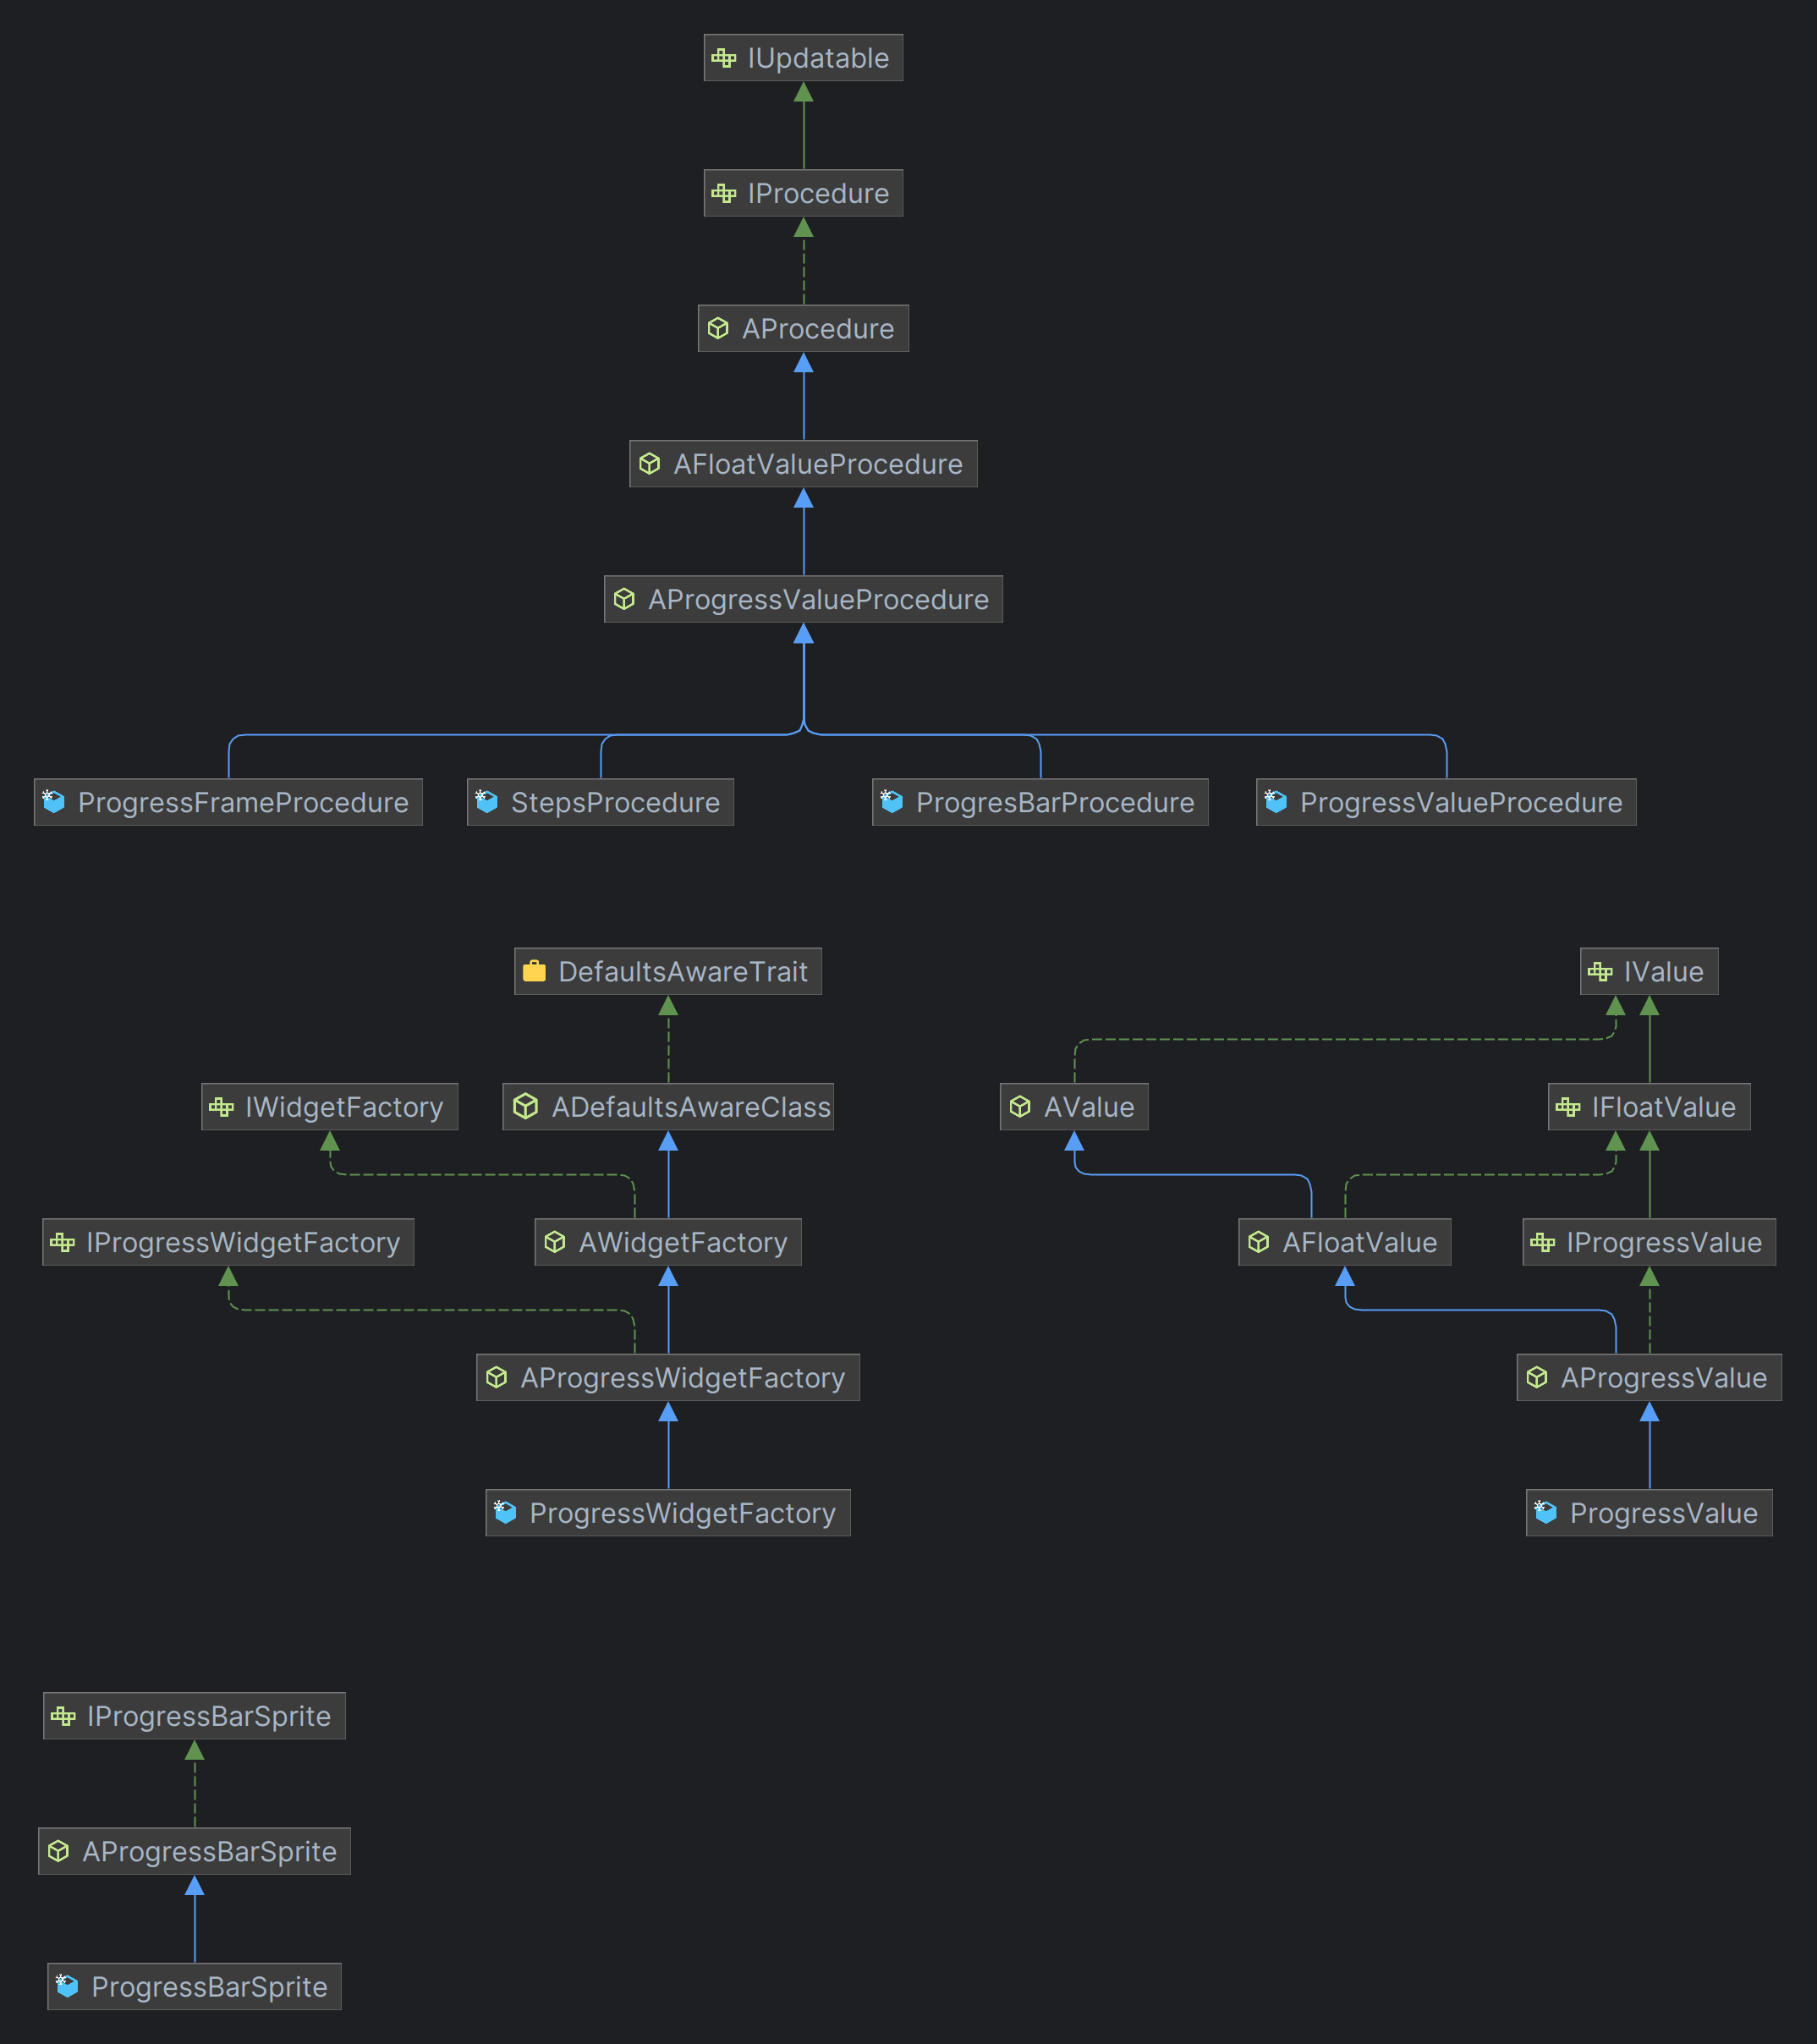 IUpdatable
IProcedure
AProcedure
AFloatValueProcedure
AProgressValueProcedure
ProgressFrameProcedure
StepsProcedure
ProgresBarProcedure
ProgressValueProcedure
DefaultsAwareTrait
IValue
IWidgetFactory
ADefaultsAwareClass
AValue
IFloatValue
IProgressWidgetFactory
AWidgetFactory
AFloatValue
IProgressValue
AProgressWidgetFactory
AProgressValue
ProgressWidgetFactory
ProgressValue
IProgressBarSprite
AProgressBarSprite
ProgressBarSprite